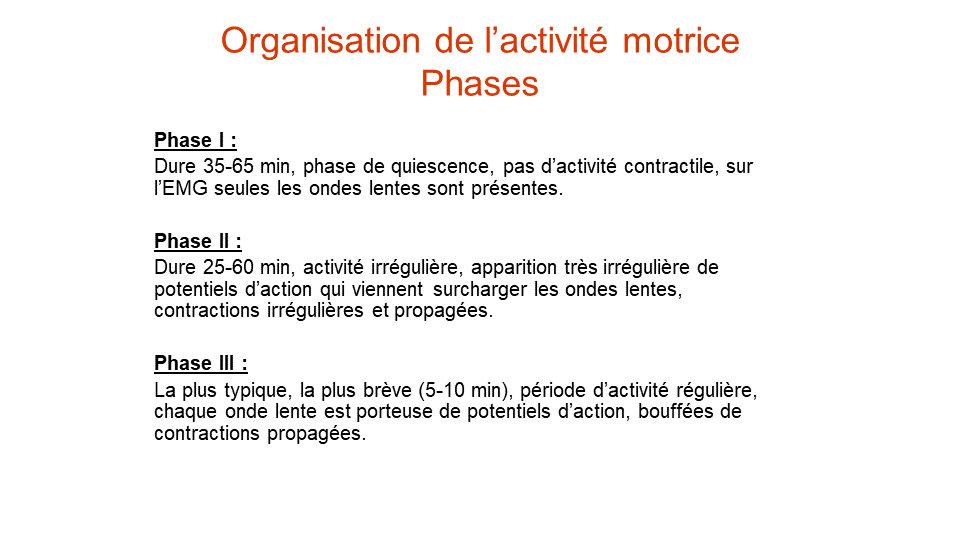 Organisation de l’activité motrice
Phases
Phase I :
Dure 35-65 min, phase de quiescence, pas d’activité contractile, sur
l’EMG seules les ondes lentes sont présentes.
Phase II :
Dure 25-60 min, activité irrégulière, apparition très irrégulière de
potentiels d’action qui viennent surcharger les ondes lentes,
contractions irrégulières et propagées.
Phase III :
La plus typique, la plus brève (5-10 min), période d’activité régulière,
chaque onde lente est porteuse de potentiels d’action, bouffées de
contractions propagées.